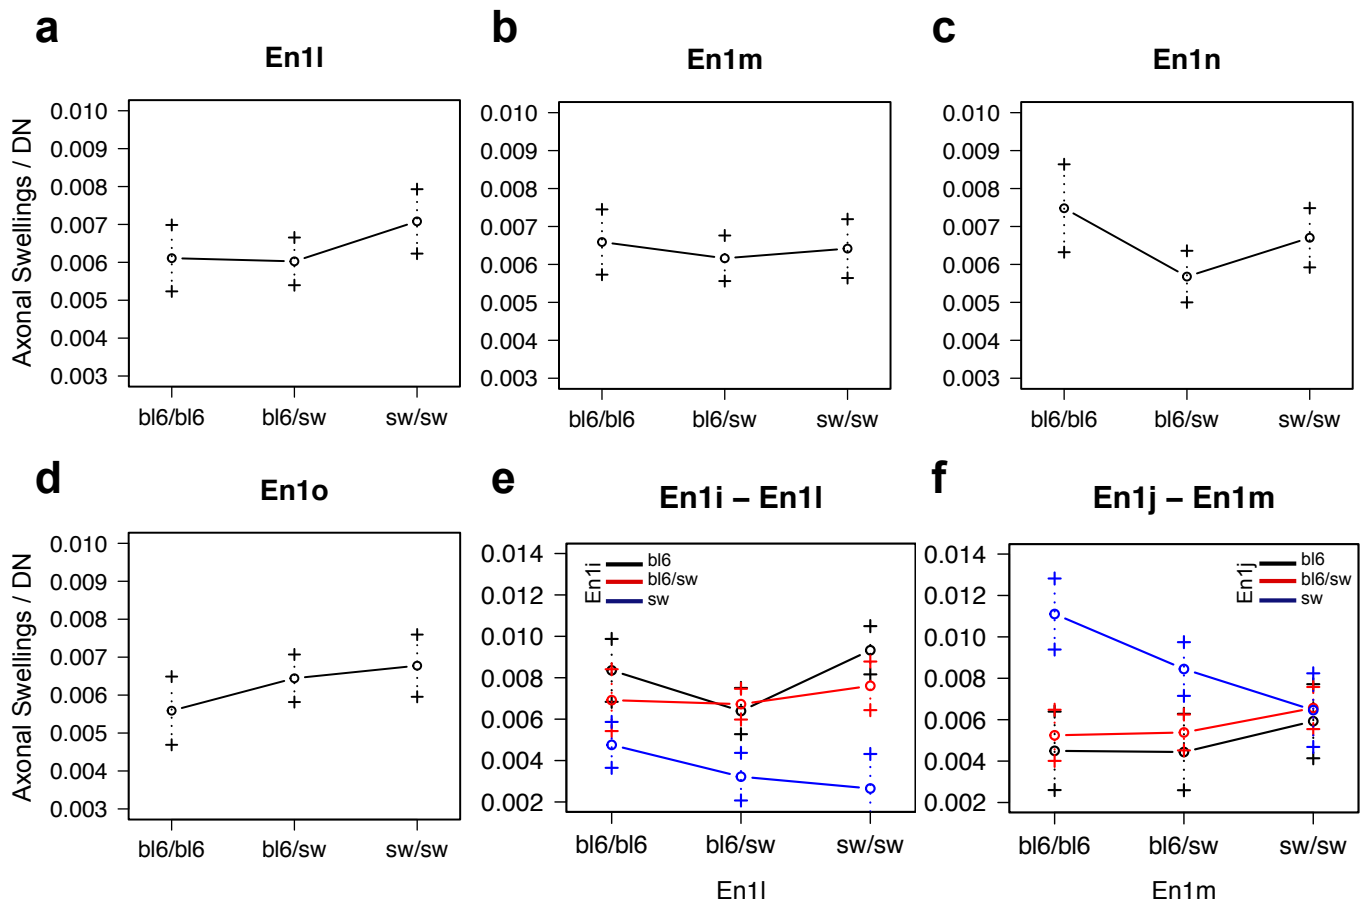 a
En1l
Axonal Swellings / DN
0.010
0.009
0.008
0.007
0.006
0.005
0.004
0.003
bl6/bl6 bl6/sw sw/sw
b
En1m
0.010
0.009
0.008
0.007
0.006
0.005
0.004
0.003
bl6/bl6 bl6/sw sw/sw
c
En1n
0.010
0.009
0.008
0.007
0.006
0.005
0.004
0.003
bl6/bl6 bl6/sw sw/sw
d
En1o
Axonal Swellings / DN
0.010
0.009
0.008
0.007
0.006
0.005
0.004
0.003
bl6/bl6 bl6/sw sw/sw
e
En1i – En1l
En1i
bl6
bl6/sw
sw
0.014
0.012
0.010
0.008
0.006
0.004
0.002
bl6/bl6 bl6/sw sw/sw
En1l
f
En1j – En1m
En1j
bl6
bl6/sw
sw
0.014
0.012
0.010
0.008
0.006
0.004
0.002
bl6/bl6 bl6/sw sw/sw
En1m